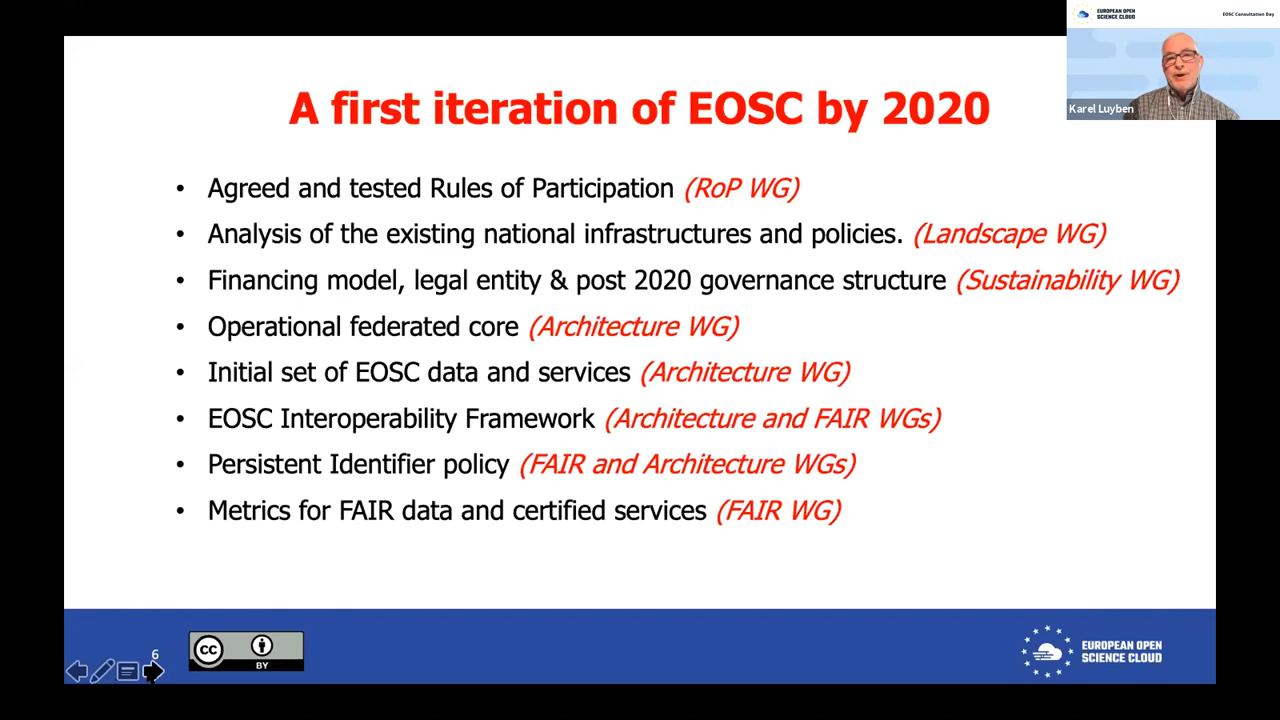 EUROPEAN OPEN
SCIENCE CLOUD
EOSC Consultation Day
Karel Luyben
A first iteration of EOSC by 2020
• Agreed and tested Rules of Participation (RoP WG)
• Analysis of the existing national infrastructures and policies. (Landscape WG)
• Financing model, legal entity & post 2020 governance structure (Sustainability WG)
• Operational federated core (Architecture WG)
• Initial set of EOSC data and services (Architecture WG)
• EOSC Interoperability Framework (Architecture and FAIR WGs)
• Persistent Identifier policy (FAIR and Architecture WGs)
• Metrics for FAIR data and certified services (FAIR WG)
6
cc
BY
EUROPEAN OPEN
SCIENCE CLOUD